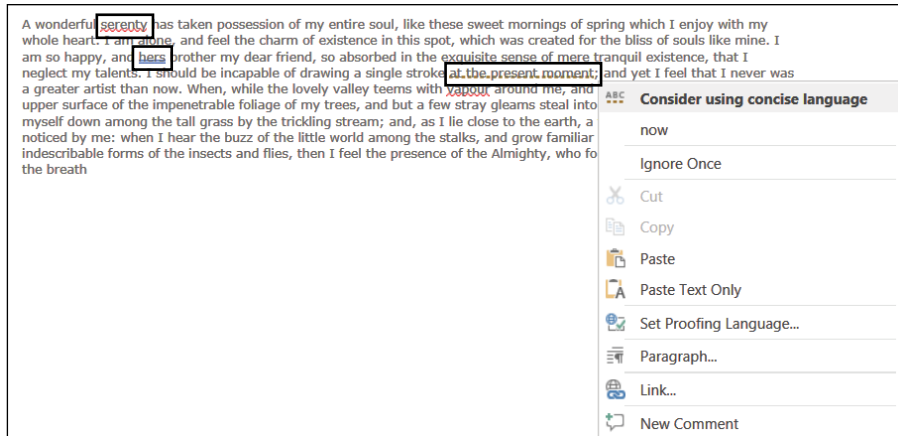 A wonderful serenty has taken possession of my entire soul, like these sweet mornings of spring which I enjoy with my
whole heart. I am alone, and feel the charm of existence in this spot, which was created for the bliss of souls like mine. I
am so happy, and hers brother my dear friend, so absorbed in the exquisite sense of mere tranquil existence, that I
neglect my talents. I should be incapable of drawing a single stroke at the present moment; and yet I feel that I never was
a greater artist than now. When, while the lovely valley teems with vapour around me, and
upper surface of the impenetrable foliage of my trees, and but a few stray gleams steal into
myself down among the tall grass by the trickling stream; and, as I lie close to the earth, a
noticed by me: when I hear the buzz of the little world among the stalks, and grow familiar
indescribable forms of the insects and flies, then I feel the presence of the Almighty, who fo
the breath
ABC Consider using concise language
now
Ignore Once
Cut
Copy
Paste
A Paste Text Only
Set Proofing Language...
Paragraph...
Link...
New Comment